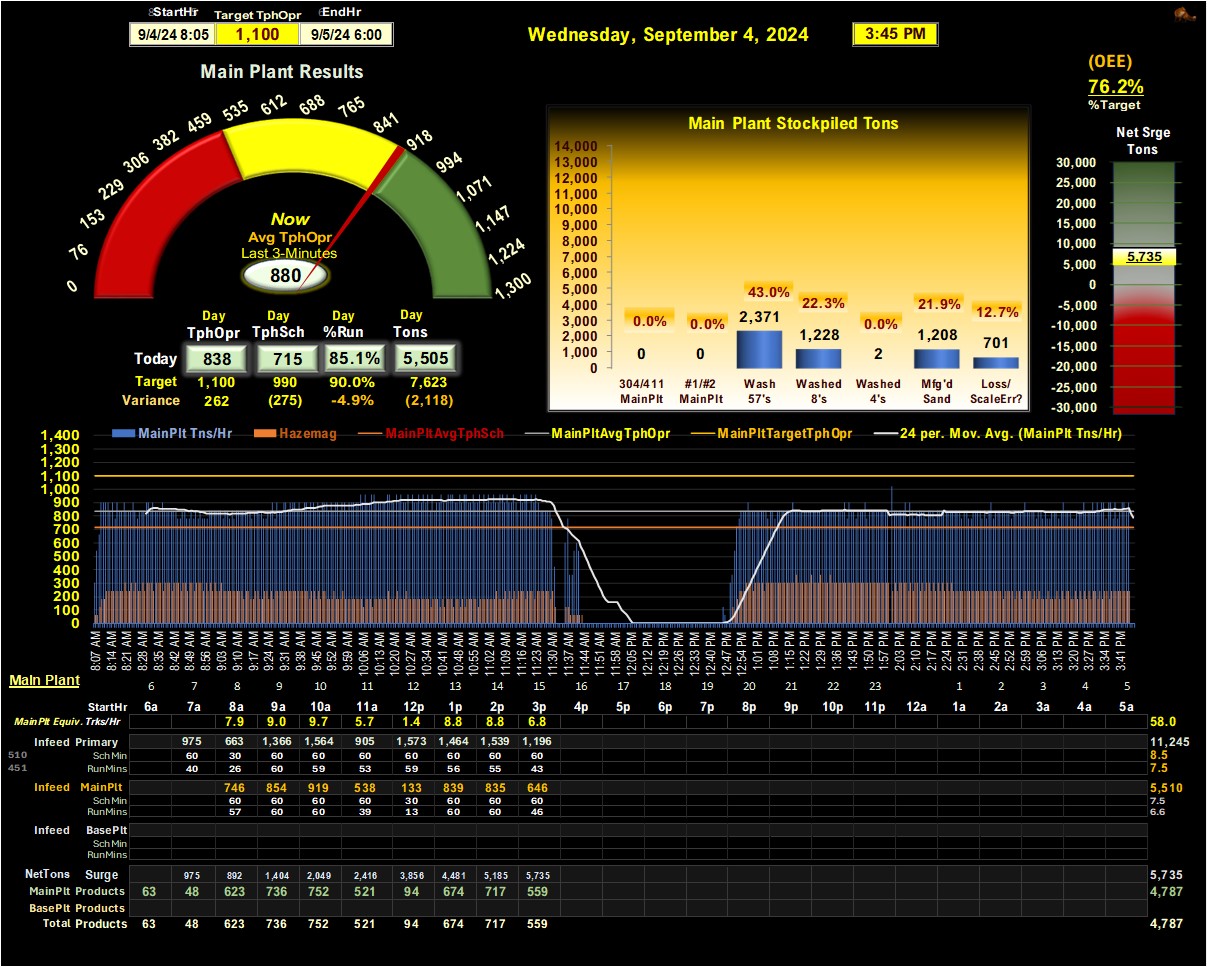 StartHr Target TphOpr EndHr
9/4/24 8:05 1,100 9/5/24 6:00
Wednesday, September 4, 2024
3:45 PM
(OEE)
76.2%
%Target
Main Plant Results
0 76 153 229 306 382 459 535 612 688 765 841 918 994 1,071 1,147 1,224 1,300
Now
Avg TphOpr
Last 3-Minutes
880
Day Day Day Day
TphOpr TphSch %Run Tons
Today 838 715 85.1% 5,505
Target 1,100 990 90.0% 7,623
Variance 262 (275) -4.9% (2,118)
Main Plant Stockpiled Tons
14,000
13,000
12,000
11,000
10,000
9,000
8,000
7,000
6,000
5,000
4,000
3,000
2,000
1,000
0
0.0% 0.0% 43.0% 22.3% 0.0% 21.9% 12.7%
0 0 2,371 1,228 2 1,208 701
304/411 #1/#2 Wash Washed Washed Mfg'd Loss/
MainPlt MainPlt 57's 8's 4's Sand ScaleErr?
Net Srge
Tons
30,000
25,000
20,000
15,000
10,000
5,000
0
-5,000
-10,000
-15,000
-20,000
-25,000
-30,000
5,735
MainPlt Tns/Hr Hazemag MainPltAvgTphSch MainPltAvgTphOpr MainPltTargetTphOpr 24 per. Mov. Avg. (MainPlt Tns/Hr)
1,400
1,300
1,200
1,100
1,000
900
800
700
600
500
400
300
200
100
0
8:07 AM 8:14 AM 8:21 AM 8:28 AM 8:35 AM 8:42 AM 8:49 AM 8:56 AM 9:03 AM 9:10 AM 9:17 AM 9:24 AM 9:31 AM 9:38 AM 9:45 AM 9:52 AM 9:59 AM 10:06 AM 10:13 AM 10:20 AM 10:27 AM 10:34 AM 10:41 AM 10:48 AM 10:55 AM 11:02 AM 11:09 AM 11:16 AM 11:23 AM 11:30 AM 11:37 AM 11:44 AM 11:51 AM 11:58 AM 12:05 PM 12:12 PM 12:19 PM 12:26 PM 12:33 PM 12:40 PM 12:47 PM 12:54 PM 1:01 PM 1:08 PM 1:15 PM 1:22 PM 1:29 PM 1:36 PM 1:43 PM 1:50 PM 1:57 PM 2:03 PM 2:10 PM 2:17 PM 2:24 PM 2:31 PM 2:38 PM 2:45 PM 2:52 PM 2:59 PM 3:06 PM 3:13 PM 3:20 PM 3:27 PM 3:34 PM 3:41 PM
Main Plant 6 7 8 9 10 11 12 13 14 15 16 17 18 19 20 21 22 23 1 2 3 4 5
StartHr 6a 7a 8a 9a 10a 11a 12p 1p 2p 3p 4p 5p 6p 7p 8p 9p 10p 11p 12a 1a 2a 3a 4a 5a
MainPlt Equiv. Trks/Hr 7.9 9.0 9.7 5.7 1.4 8.8 8.8 6.8 58.0
Infeed Primary 975 663 1,366 1,564 905 1,573 1,464 1,539 1,196 11,245
510 Sch Min 60 30 60 60 60 60 60 60 60 8.5
451 RunMins 40 26 60 59 53 59 56 55 43 7.5
Infeed MainPlt 746 854 919 538 133 839 835 646 5,510
Sch Min 60 60 60 60 30 60 60 60 7.5
RunMins 57 60 60 39 13 60 60 46 6.6
Infeed BasePlt
Sch Min
RunMins
NetTons Surge 975 892 1,404 2,049 2,416 3,856 4,481 5,185 5,735 5,735
MainPlt Products 63 48 623 736 752 521 94 674 717 559 4,787
BasePlt Products
Total Products 63 48 623 736 752 521 94 674 717 559 4,787